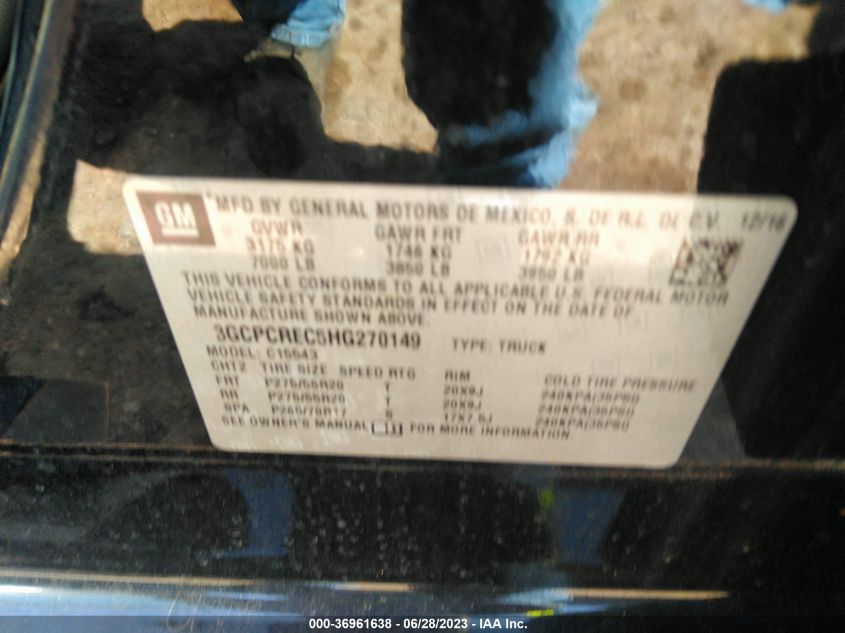 GM
MFD BY GENERAL MOTORS DE MEXICO, S. DE R.L. DE C.V. 12/16
GVWR GAWR FRT GAWR RR
3175 KG 1746 KG 1792 KG
7000 LB 3850 LB 3950 LB
THIS VEHICLE CONFORMS TO ALL APPLICABLE U.S. FEDERAL MOTOR
VEHICLE SAFETY STANDARDS IN EFFECT ON THE DATE OF
MANUFACTURE SHOWN ABOVE.
3GCPCREC5HG270149 TYPE: TRUCK
MODEL: C15543
TIRE SIZE SPEED RTG RIM COLD TIRE PRESSURE
FRT P275/55R20 T 20X9J 240KPA(35PSI)
RR P275/55R20 T 20X9J 240KPA(35PSI)
SPA P265/70R17 S 17X7.5J 240KPA(35PSI)
SEE OWNER'S MANUAL FOR MORE INFORMATION
000-36961638 - 06/28/2023 - IAA Inc.